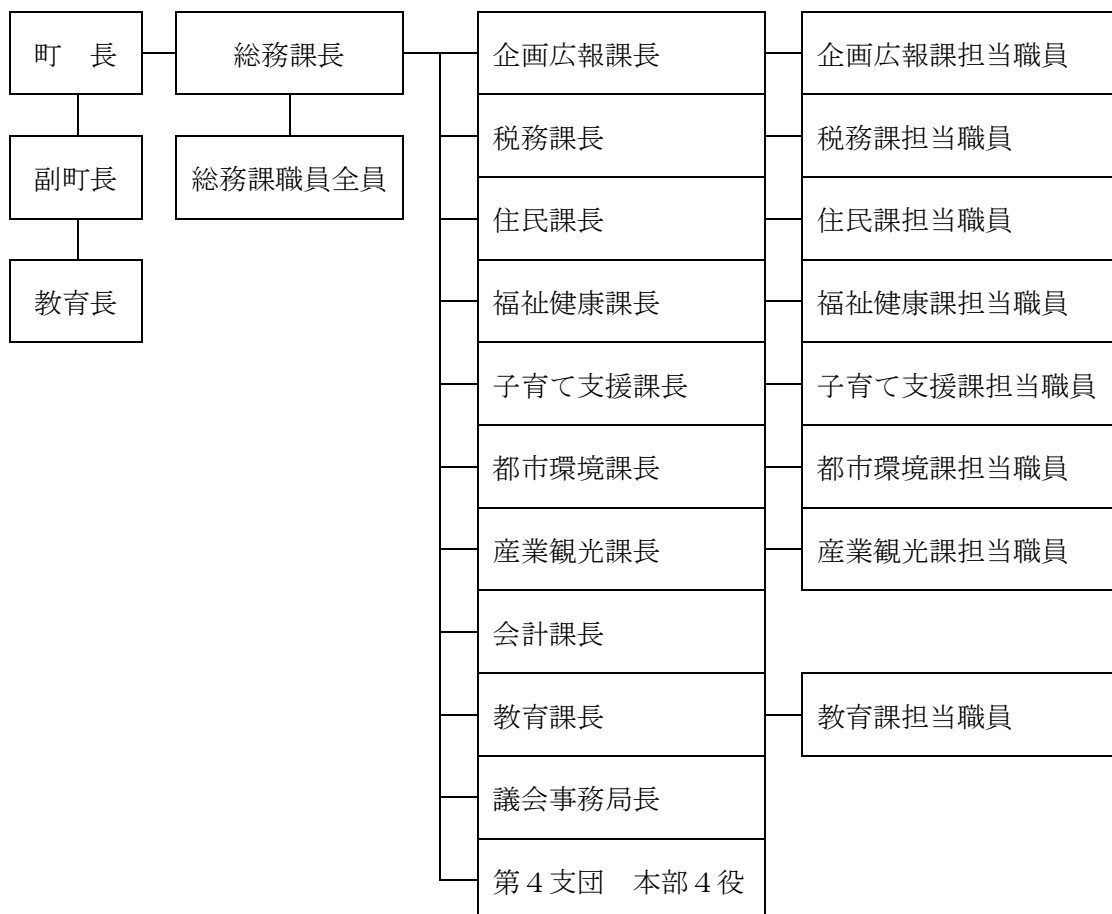 町　長
総務課長
企画広報課長
企画広報課担当職員
税務課長
税務課担当職員
副町長
総務課職員全員
住民課長
住民課担当職員
教育長
福祉健康課長
福祉健康課担当職員
子育て支援課長
子育て支援課担当職員
都市環境課長
都市環境課担当職員
産業観光課長
産業観光課担当職員
会計課長
教育課長
教育課担当職員
議会事務局長
第４支団　本部４役